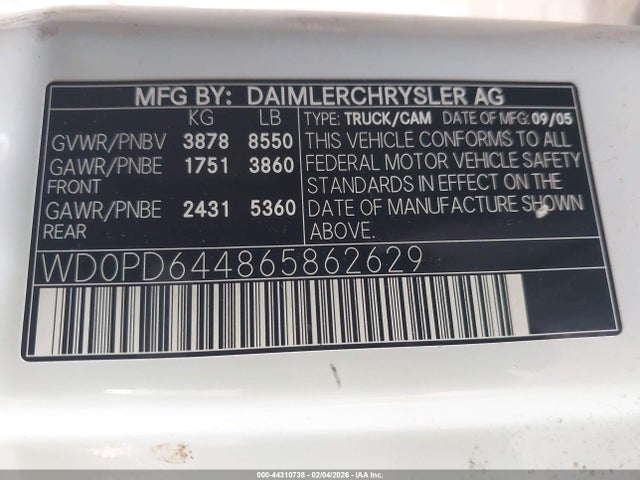 MFG BY: DAIMLERCHRYSLER AG
KG LB
GVWR/PNBV 3878 8550
GAWR/PNBE 1751 3860
FRONT
GAWR/PNBE 2431 5360
REAR
TYPE: TRUCK/CAM DATE OF MFG: 09/05
THIS VEHICLE CONFORMS TO ALL
FEDERAL MOTOR VEHICLE SAFETY
STANDARDS IN EFFECT ON THE
DATE OF MANUFACTURE SHOWN
ABOVE.
WD0PD644865862629
000-44310738 - 02/04/2026 - IAA Inc.